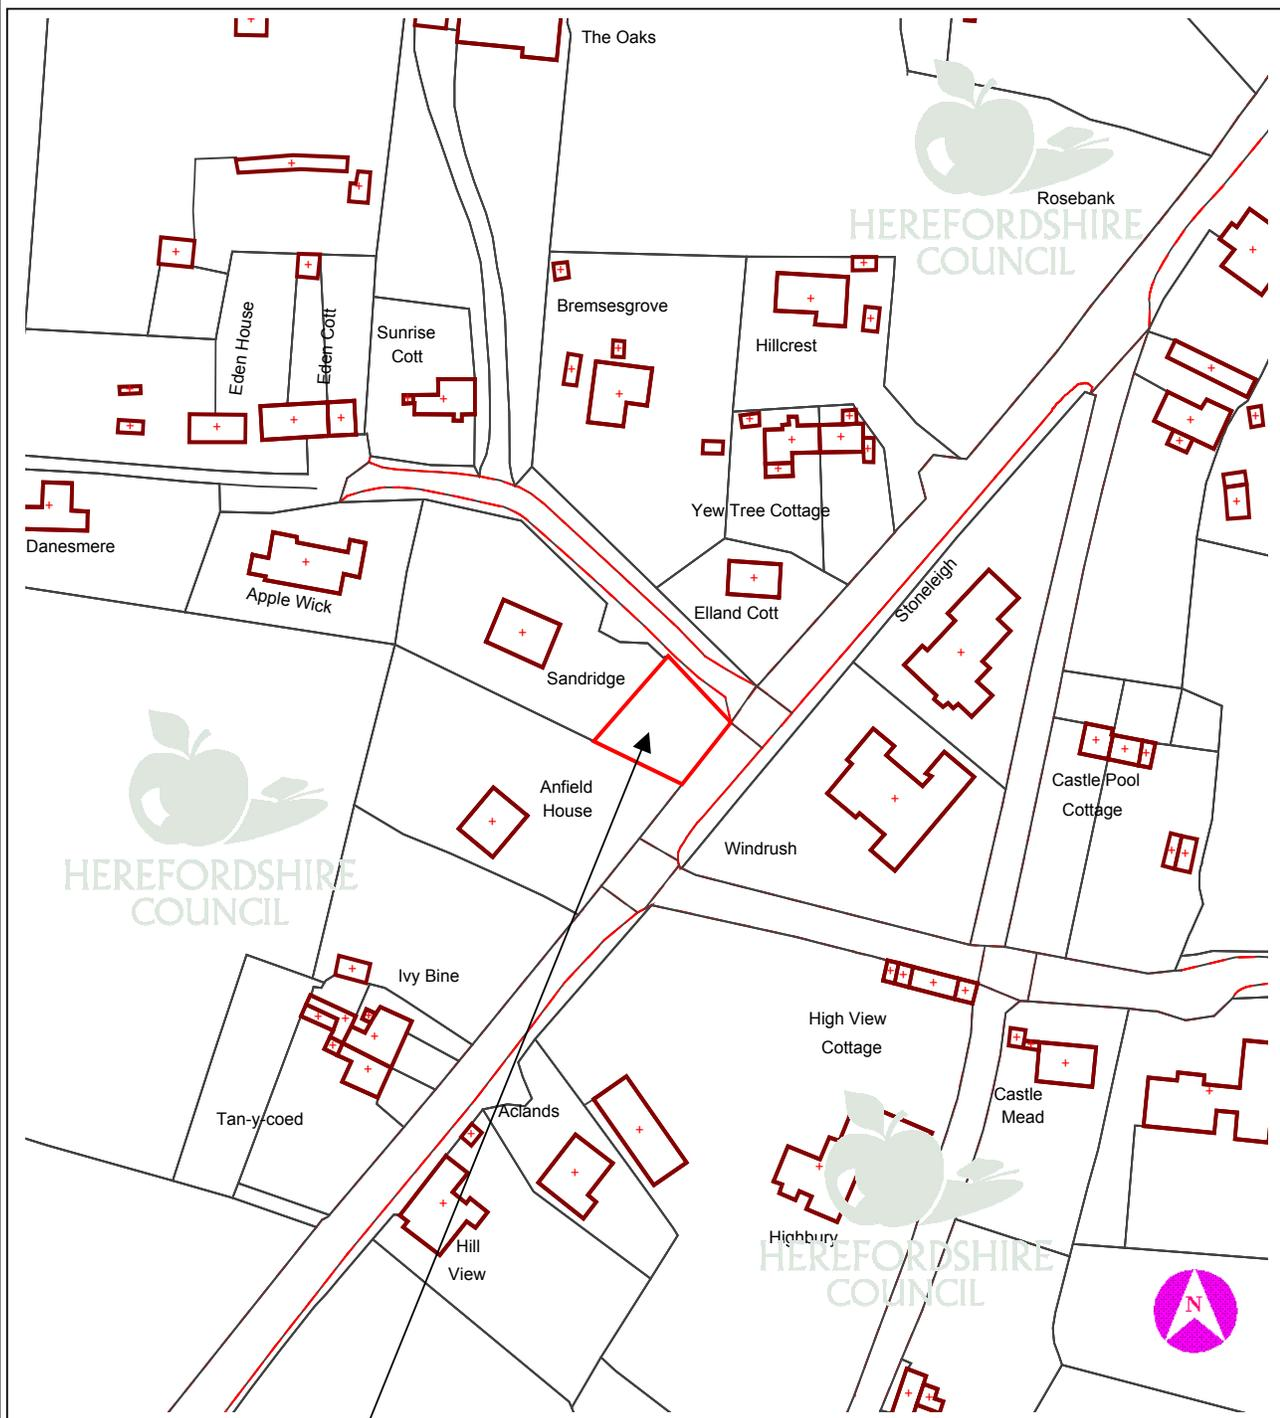 The Oaks
HEREFORDSHIRE
COUNCIL
Rosebank
Bremsesgrove
Eden House
Eden Cott
Sunrise
Cott
Hillcrest
Yew Tree Cottage
Danesmere
Apple Wick
Elland Cott
Stoneleigh
Sandridge
Anfield
House
Castle Pool
Cottage
Windrush
HEREFORDSHIRE
COUNCIL
Ivy Bine
High View
Cottage
Castle
Mead
Tan-y-coed
Aclands
Highbury
HEREFORDSHIRE
COUNCIL
Hill
View
N